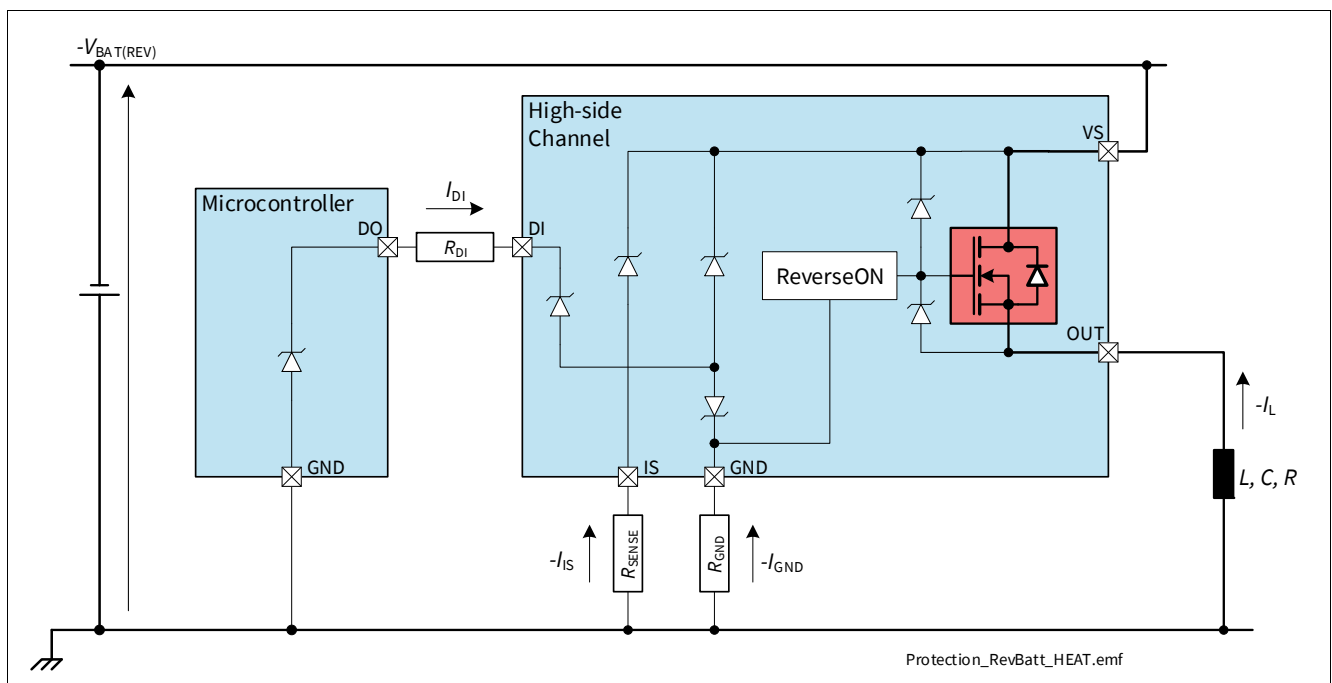 -VBAT(REV)
High-side
Channel
VS
Microcontroller
IDI
DO
RDI
DI
ReverseON
OUT
-IL
GND
IS
GND
L, C, R
-IIS
RSENSE
RGND
-IGND
Protection_RevBatt_HEAT.emf